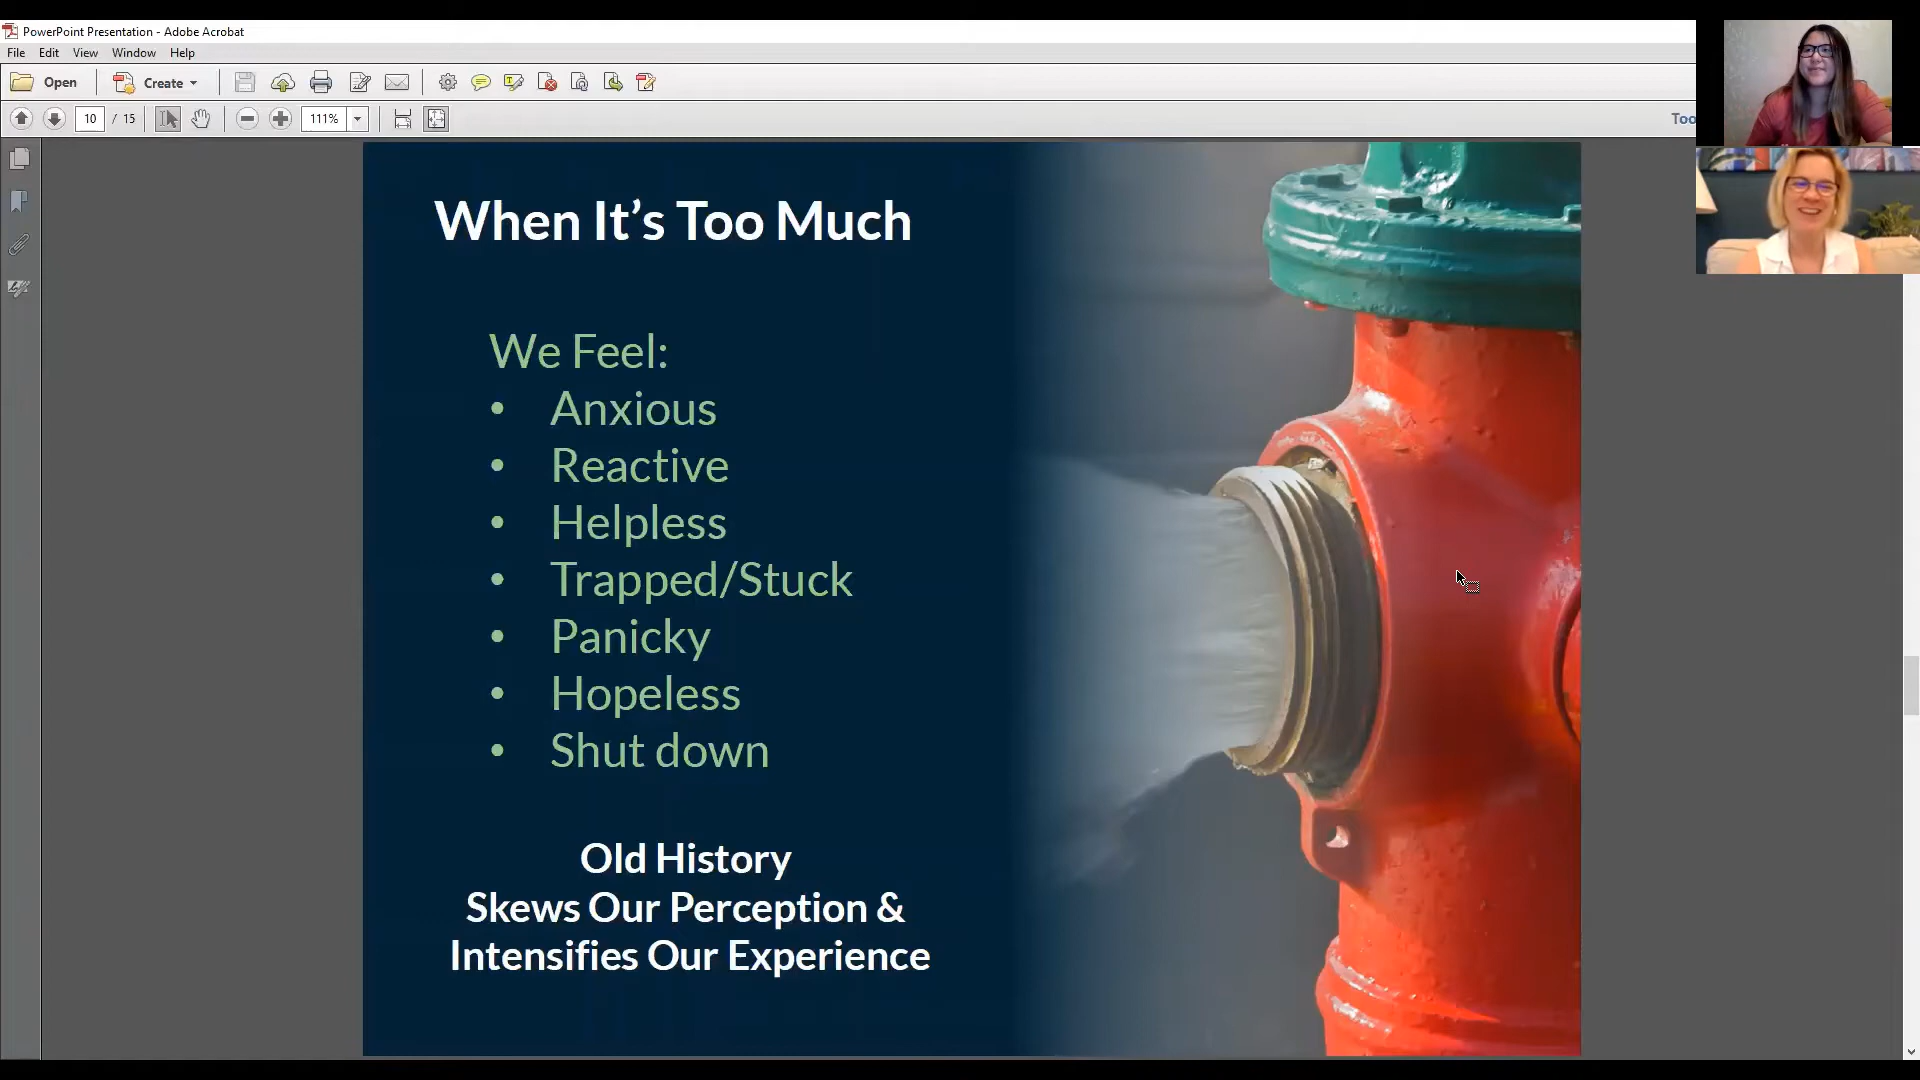 PowerPoint Presentation - Adobe Acrobat
File Edit View Window Help
Open Create
10 / 15 111% Too
When It’s Too Much
We Feel:
• Anxious
• Reactive
• Helpless
• Trapped/Stuck
• Panicky
• Hopeless
• Shut down
Old History
Skews Our Perception &
Intensifies Our Experience